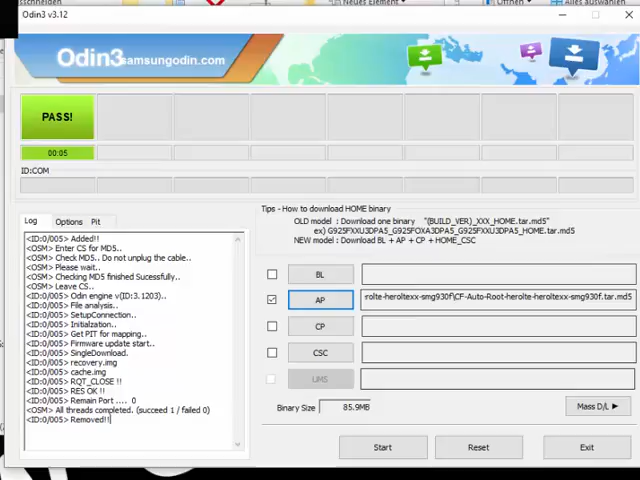 Neues Element
Öffnen
Alles auswählen
Odin3 v3.12
Odin3
samsungodin.com
PASS!
00:05
ID:COM
Log
Options
Pit
<ID:0/005> Added!!
<OSM> Enter CS for MD5..
<OSM> Check MD5.. Do not unplug the cable..
<OSM> Please wait..
<OSM> Checking MD5 finished Sucessfully..
<OSM> Leave CS..
<ID:0/005> Odin engine v(ID:3.1203)..
<ID:0/005> File analysis..
<ID:0/005> SetupConnection..
<ID:0/005> Initialzation..
<ID:0/005> Get PIT for mapping..
<ID:0/005> Firmware update start..
<ID:0/005> SingleDownload.
<ID:0/005> recovery.img
<ID:0/005> cache.img
<ID:0/005> RQT_CLOSE !!
<ID:0/005> RES OK !!
<ID:0/005> Remain Port .... 0
<OSM> All threads completed. (succeed 1 / failed 0)
<ID:0/005> Removed!!
Tips - How to download HOME binary
OLD model : Download one binary "(BUILD_VER)_XXX_HOME.tar.md5"
ex) G925FXXU3DPA5_G925FOXA3DPA5_G925FXXU3DPA5_HOME.tar.md5
NEW model : Download BL + AP + CP + HOME_CSC
BL
AP
rolte-heroltexx-smg930f\CF-Auto-Root-herolte-heroltexx-smg930f.tar.md5
CP
CSC
UMS
Binary Size
85.9MB
Mass D/L ►
Start
Reset
Exit